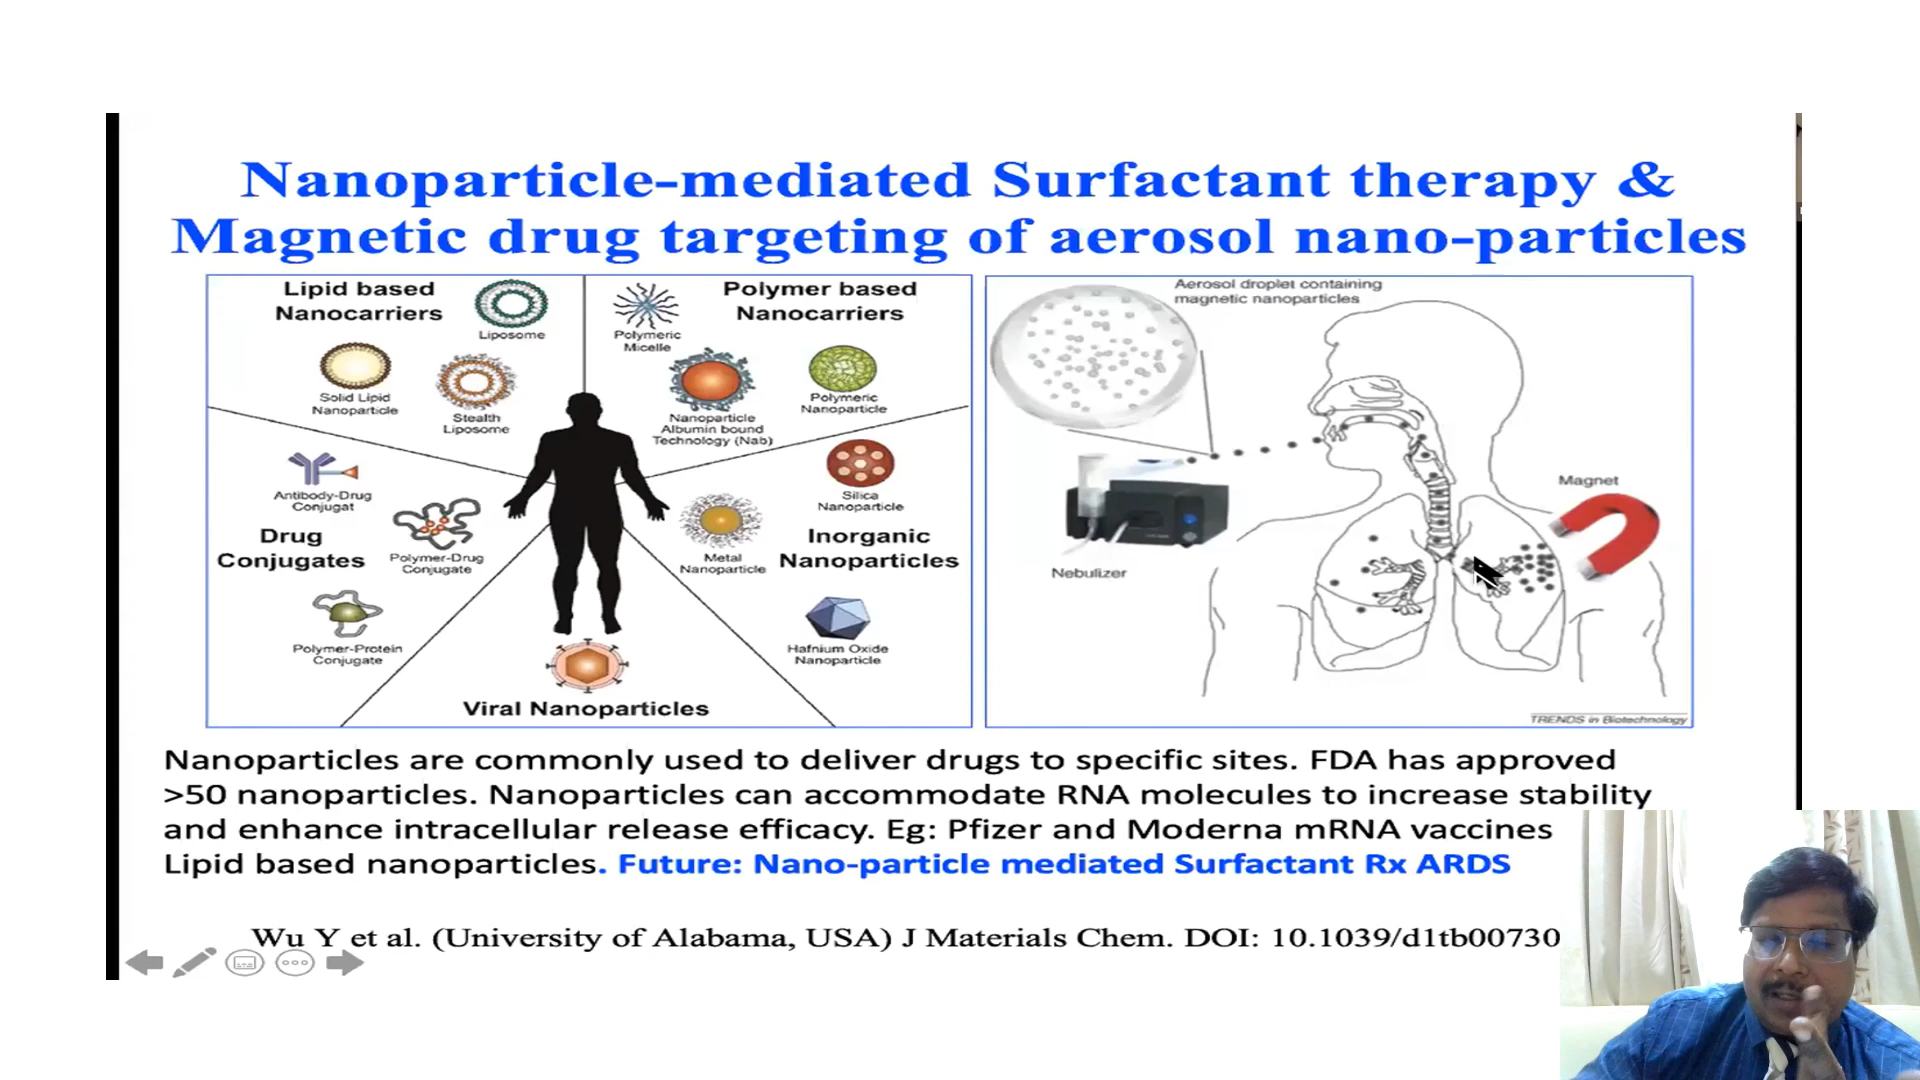 Nanoparticle-mediated Surfactant therapy &
Magnetic drug targeting of aerosol nano-particles
Lipid based
Nanocarriers
Liposome
Solid Lipid
Nanoparticle
Stealth
Liposome
Polymeric
Micelle
Polymer based
Nanocarriers
Nanoparticle
Albumin bound
Technology (Nab)
Polymeric
Nanoparticle
Antibody-Drug
Conjugat
Drug
Conjugates
Polymer-Drug
Conjugate
Polymer-Protein
Conjugate
Silica
Nanoparticle
Metal
Nanoparticle
Inorganic
Nanoparticles
Hafnium Oxide
Nanoparticle
Viral Nanoparticles
Aerosol droplet containing
magnetic nanoparticles
Nebulizer
Magnet
TRENDS in Biotechnology
Nanoparticles are commonly used to deliver drugs to specific sites. FDA has approved
>50 nanoparticles. Nanoparticles can accommodate RNA molecules to increase stability
and enhance intracellular release efficacy. Eg: Pfizer and Moderna mRNA vaccines
Lipid based nanoparticles. Future: Nano-particle mediated Surfactant Rx ARDS
Wu Y et al. (University of Alabama, USA) J Materials Chem. DOI: 10.1039/d1tb00730